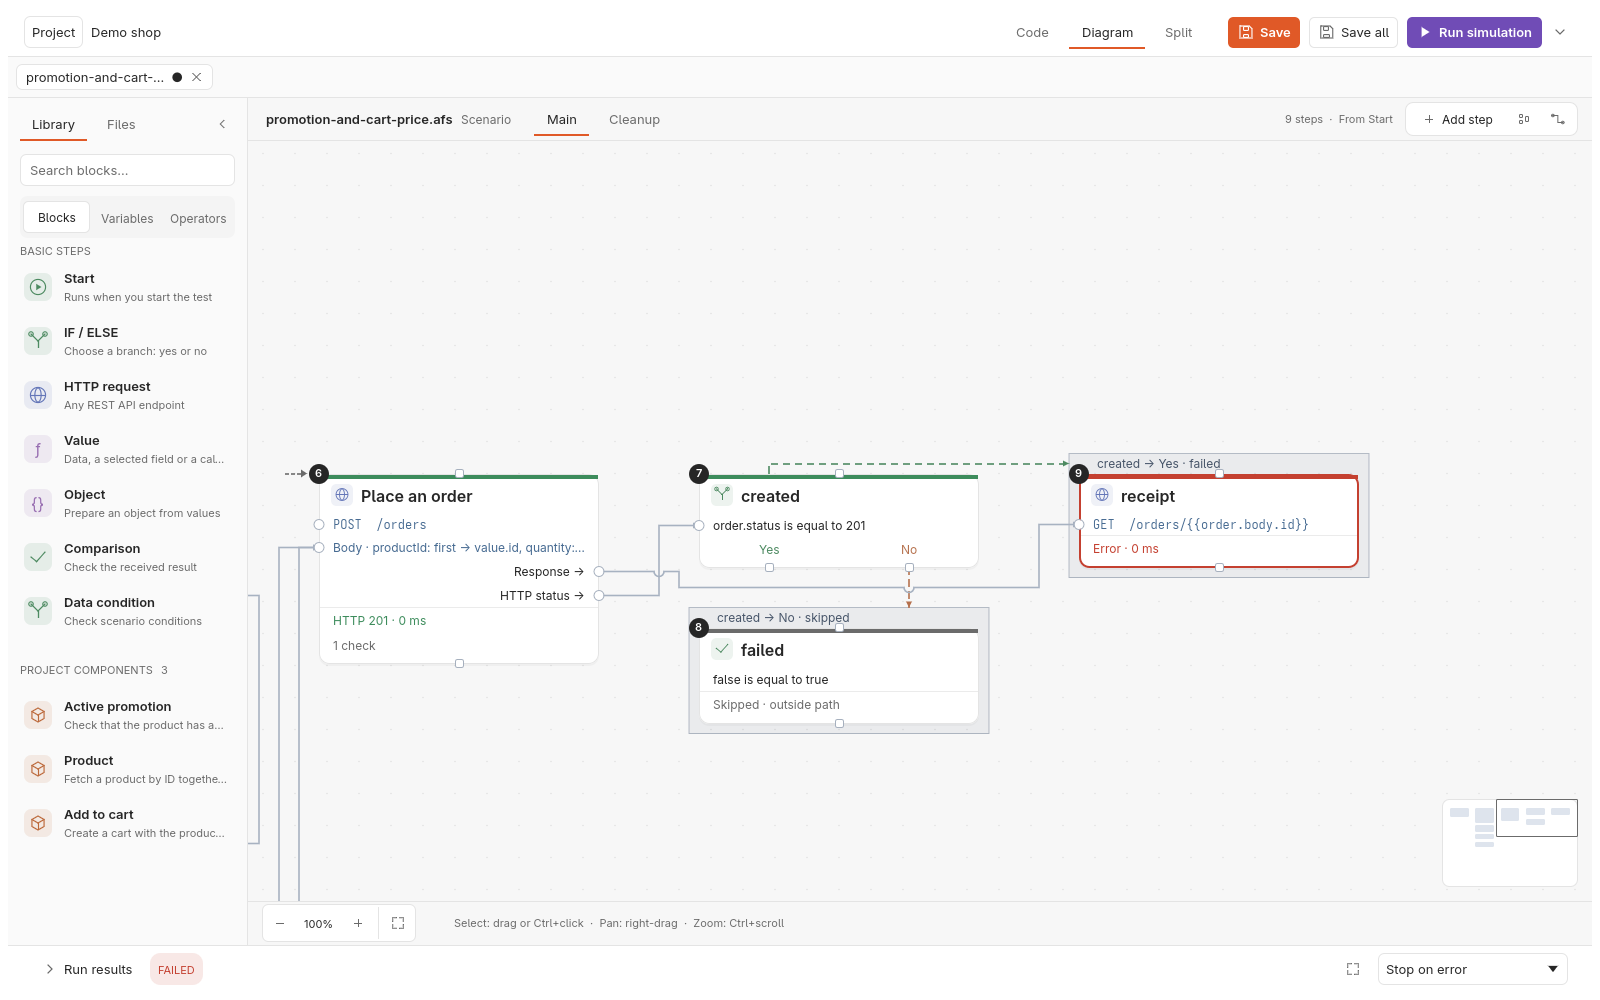 Project
Demo shop
Code
Diagram
Split
Save
Save all
Run simulation
promotion-and-cart-...
Library
Files
promotion-and-cart-price.afs Scenario
Main
Cleanup
9 steps · From Start
Add step
Search blocks...
Blocks
Variables
Operators
BASIC STEPS
Start
Runs when you start the test
IF / ELSE
Choose a branch: yes or no
HTTP request
Any REST API endpoint
Value
Data, a selected field or a cal...
Object
Prepare an object from values
Comparison
Check the received result
Data condition
Check scenario conditions
PROJECT COMPONENTS 3
Active promotion
Check that the product has a...
Product
Fetch a product by ID togethe...
Add to cart
Create a cart with the produc...
6
Place an order
POST /orders
Body · productId: first → value.id, quantity:...
Response →
HTTP status →
HTTP 201 · 0 ms
1 check
7
created
order.status is equal to 201
Yes
No
created → No · skipped
8
failed
false is equal to true
Skipped · outside path
created → Yes · failed
9
receipt
GET /orders/{{order.body.id}}
Error · 0 ms
100%
Select: drag or Ctrl+click · Pan: right-drag · Zoom: Ctrl+scroll
Run results
FAILED
Stop on error